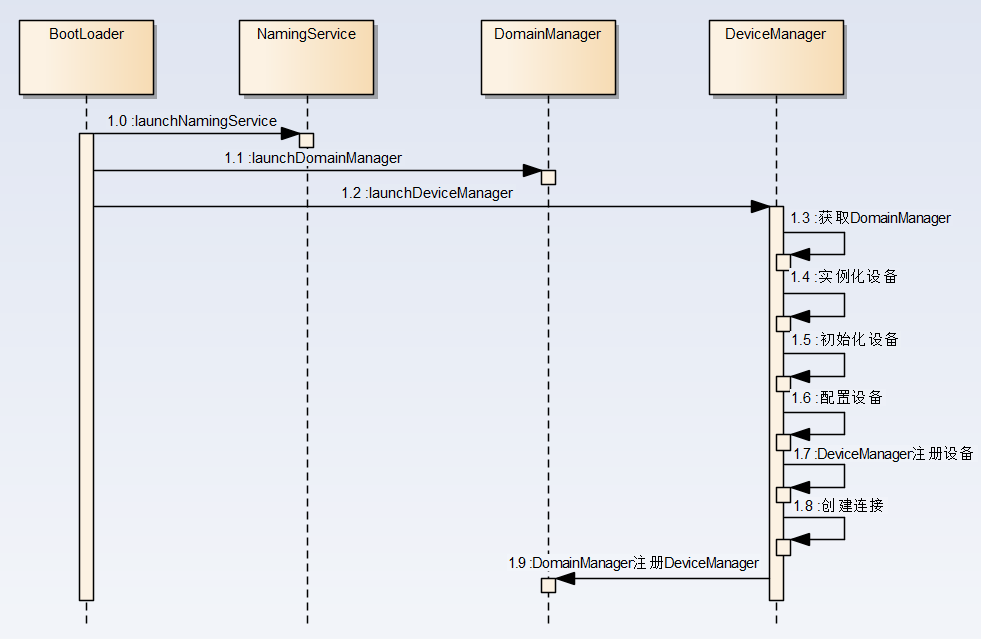 BootLoader
NamingService
DomainManager
DeviceManager
1.0 :launchNamingService
1.1 :launchDomainManager
1.2 :launchDeviceManager
1.3 :获取DomainManager
1.4 :实例化设备
1.5 :初始化设备
1.6 :配置设备
1.7 :DeviceManager注册设备
1.8 :创建连接
1.9 :DomainManager注册DeviceManager